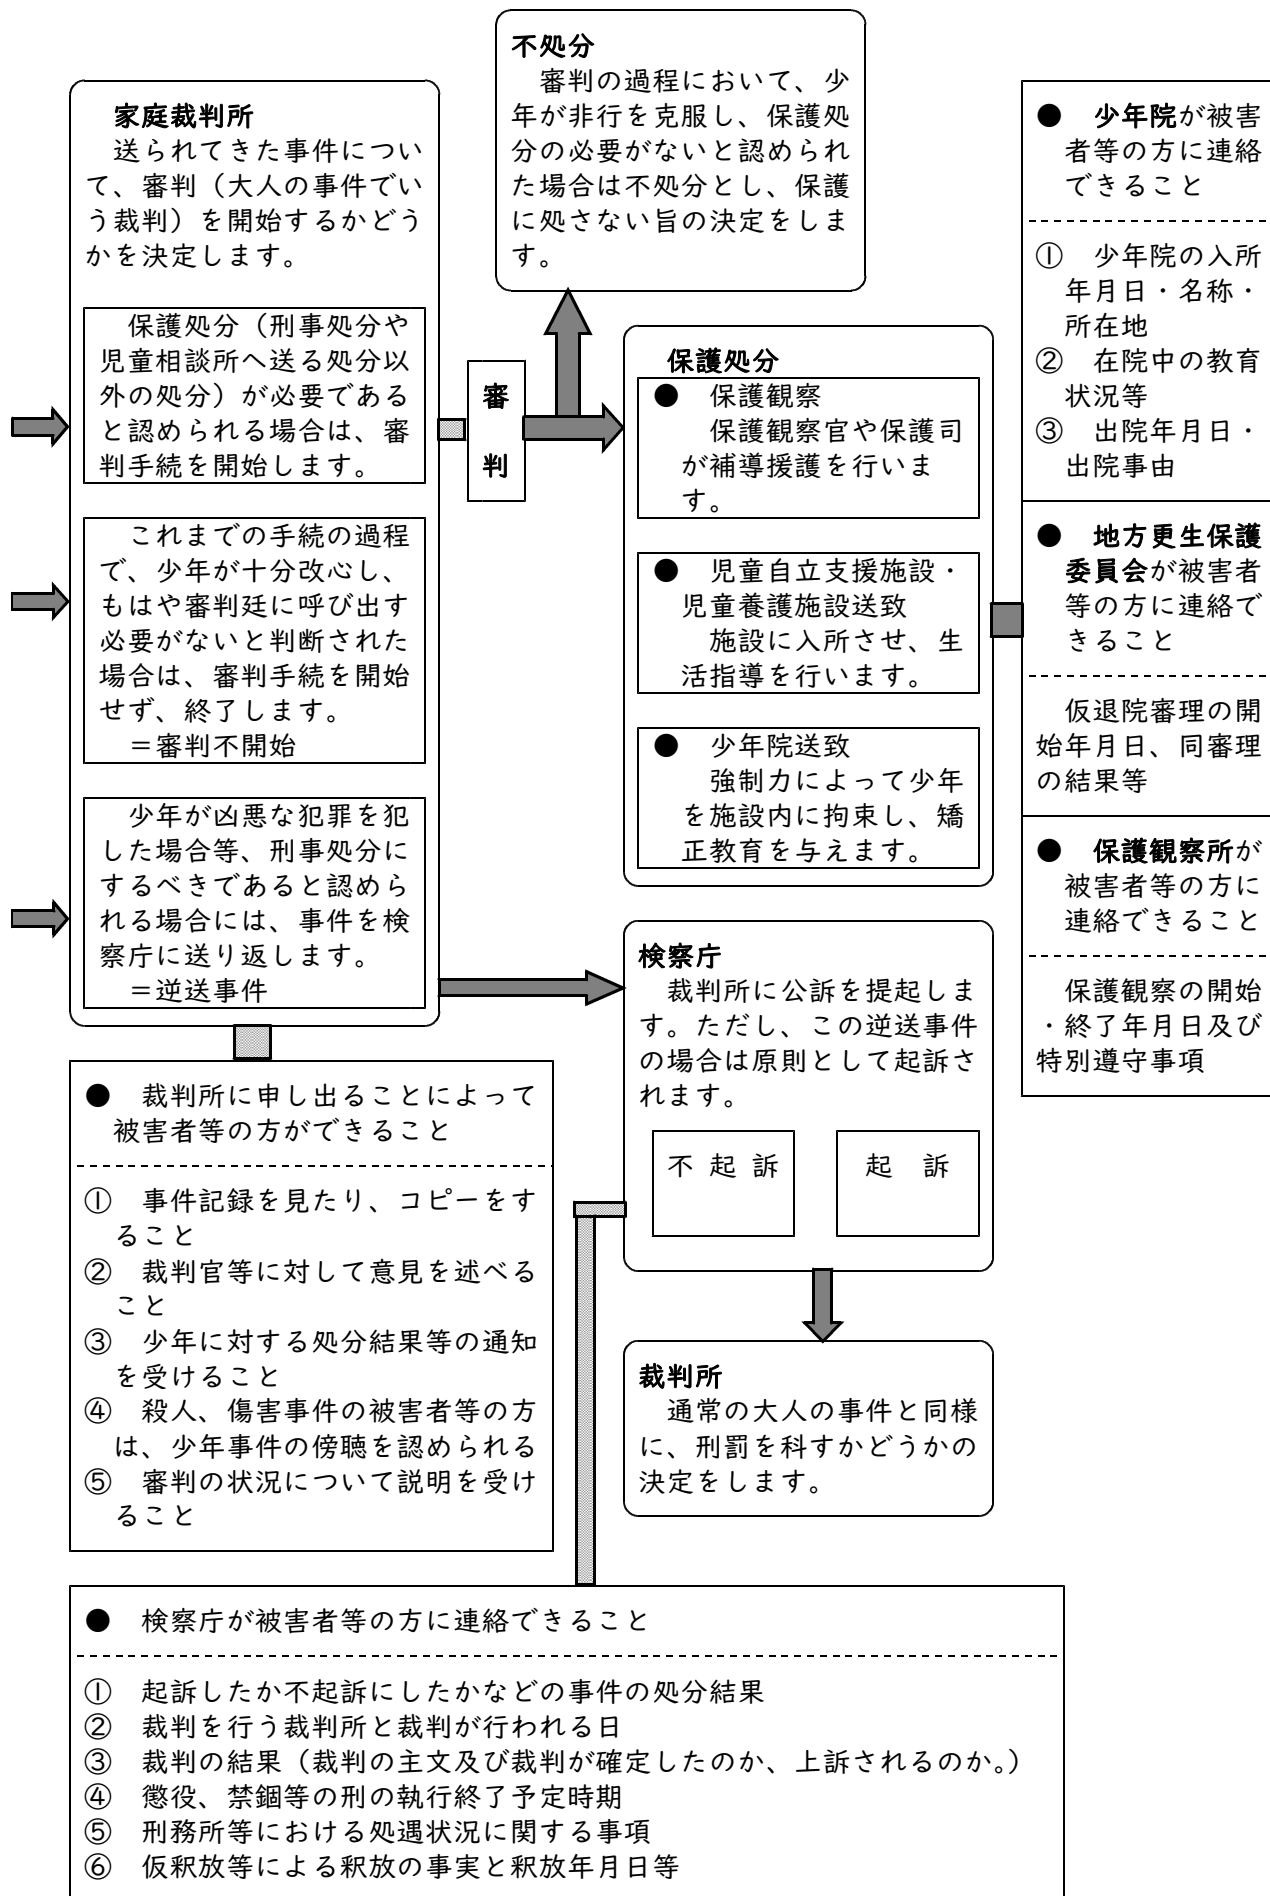 不処分
審判の過程において、少
年が非行を克服し、保護処
分の必要がないと認められ
た場合は不処分とし、保護
に処さない旨の決定をしま
す。
家庭裁判所
送られてきた事件につい
て、審判（大人の事件でい
う裁判）を開始するかどう
かを決定します。
保護処分（刑事処分や
児童相談所へ送る処分以
外の処分）が必要である
と認められる場合は、審
判手続を開始します。
これまでの手続の過程
で、少年が十分改心し、
もはや審判廷に呼び出す
必要がないと判断された
場合は、審判手続を開始
せず、終了します。
＝審判不開始
少年が凶悪な犯罪を犯
した場合等、刑事処分に
するべきであると認めら
れる場合には、事件を検
察庁に送り返します。
＝逆送事件
審
判
保護処分
●　保護観察
保護観察官や保護司
が補導援護を行いま
す。
●　児童自立支援施設・
児童養護施設送致
施設に入所させ、生
活指導を行います。
●　少年院送致
強制力によって少年
を施設内に拘束し、矯
正教育を与えます。
●　少年院が被害
者等の方に連絡
できること
①　少年院の入所
年月日・名称・
所在地
②　在院中の教育
状況等
③　出院年月日・
出院事由
●　地方更生保護
委員会が被害者
等の方に連絡で
きること
仮退院審理の開
始年月日、同審理
の結果等
●　保護観察所が
被害者等の方に
連絡できること
保護観察の開始
・終了年月日及び
特別遵守事項
検察庁
裁判所に公訴を提起しま
す。ただし、この逆送事件
の場合は原則として起訴さ
れます。
不 起 訴
起　訴
裁判所
通常の大人の事件と同様
に、刑罰を科すかどうかの
決定をします。
●　裁判所に申し出ることによって
被害者等の方ができること
①　事件記録を見たり、コピーをす
ること
②　裁判官等に対して意見を述べる
こと
③　少年に対する処分結果等の通知
を受けること
④　殺人、傷害事件の被害者等の方
は、少年事件の傍聴を認められる
⑤　審判の状況について説明を受け
ること
●　検察庁が被害者等の方に連絡できること
①　起訴したか不起訴にしたかなどの事件の処分結果
②　裁判を行う裁判所と裁判が行われる日
③　裁判の結果（裁判の主文及び裁判が確定したのか、上訴されるのか。）
④　懲役、禁錮等の刑の執行終了予定時期
⑤　刑務所等における処遇状況に関する事項
⑥　仮釈放等による釈放の事実と釈放年月日等